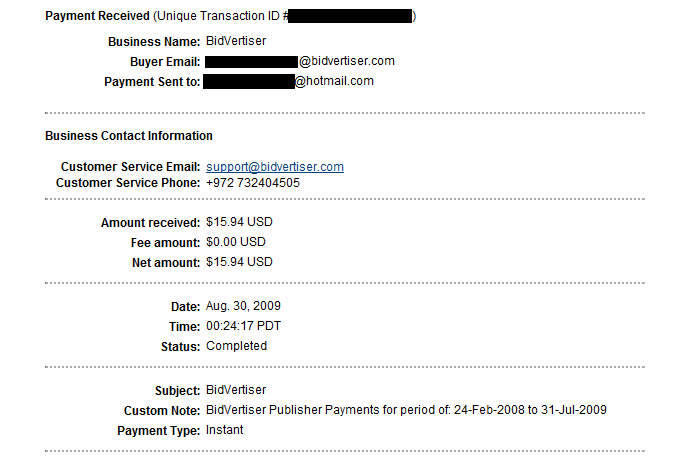 Payment Received (Unique Transaction ID #)
Business Name: BidVertiser
Buyer Email: @bidvertiser.com
Payment Sent to: @hotmail.com
Business Contact Information
Customer Service Email: support@bidvertiser.com
Customer Service Phone: +972 732404505
Amount received: $15.94 USD
Fee amount: $0.00 USD
Net amount: $15.94 USD
Date: Aug. 30, 2009
Time: 00:24:17 PDT
Status: Completed
Subject: BidVertiser
Custom Note: BidVertiser Publisher Payments for period of: 24-Feb-2008 to 31-Jul-2009
Payment Type: Instant